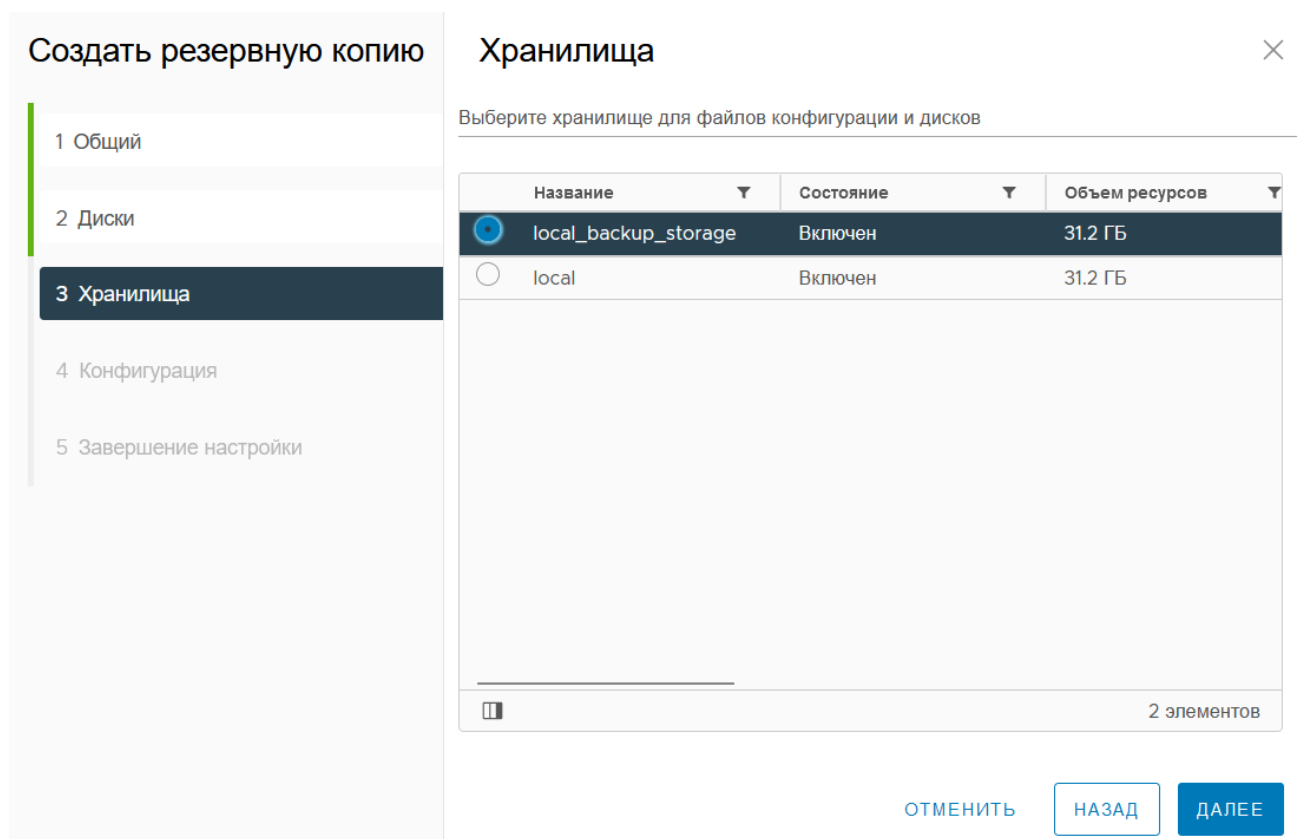 Создать резервную копию
1 Общий
2 Диски
3 Хранилища
4 Конфигурация
5 Завершение настройки
Хранилища
Выберите хранилище для файлов конфигурации и дисков
Название Состояние Объем ресурсов
local_backup_storage Включен 31.2 ГБ
local Включен 31.2 ГБ
2 элементов
ОТМЕНИТЬ НАЗАД ДАЛЕЕ